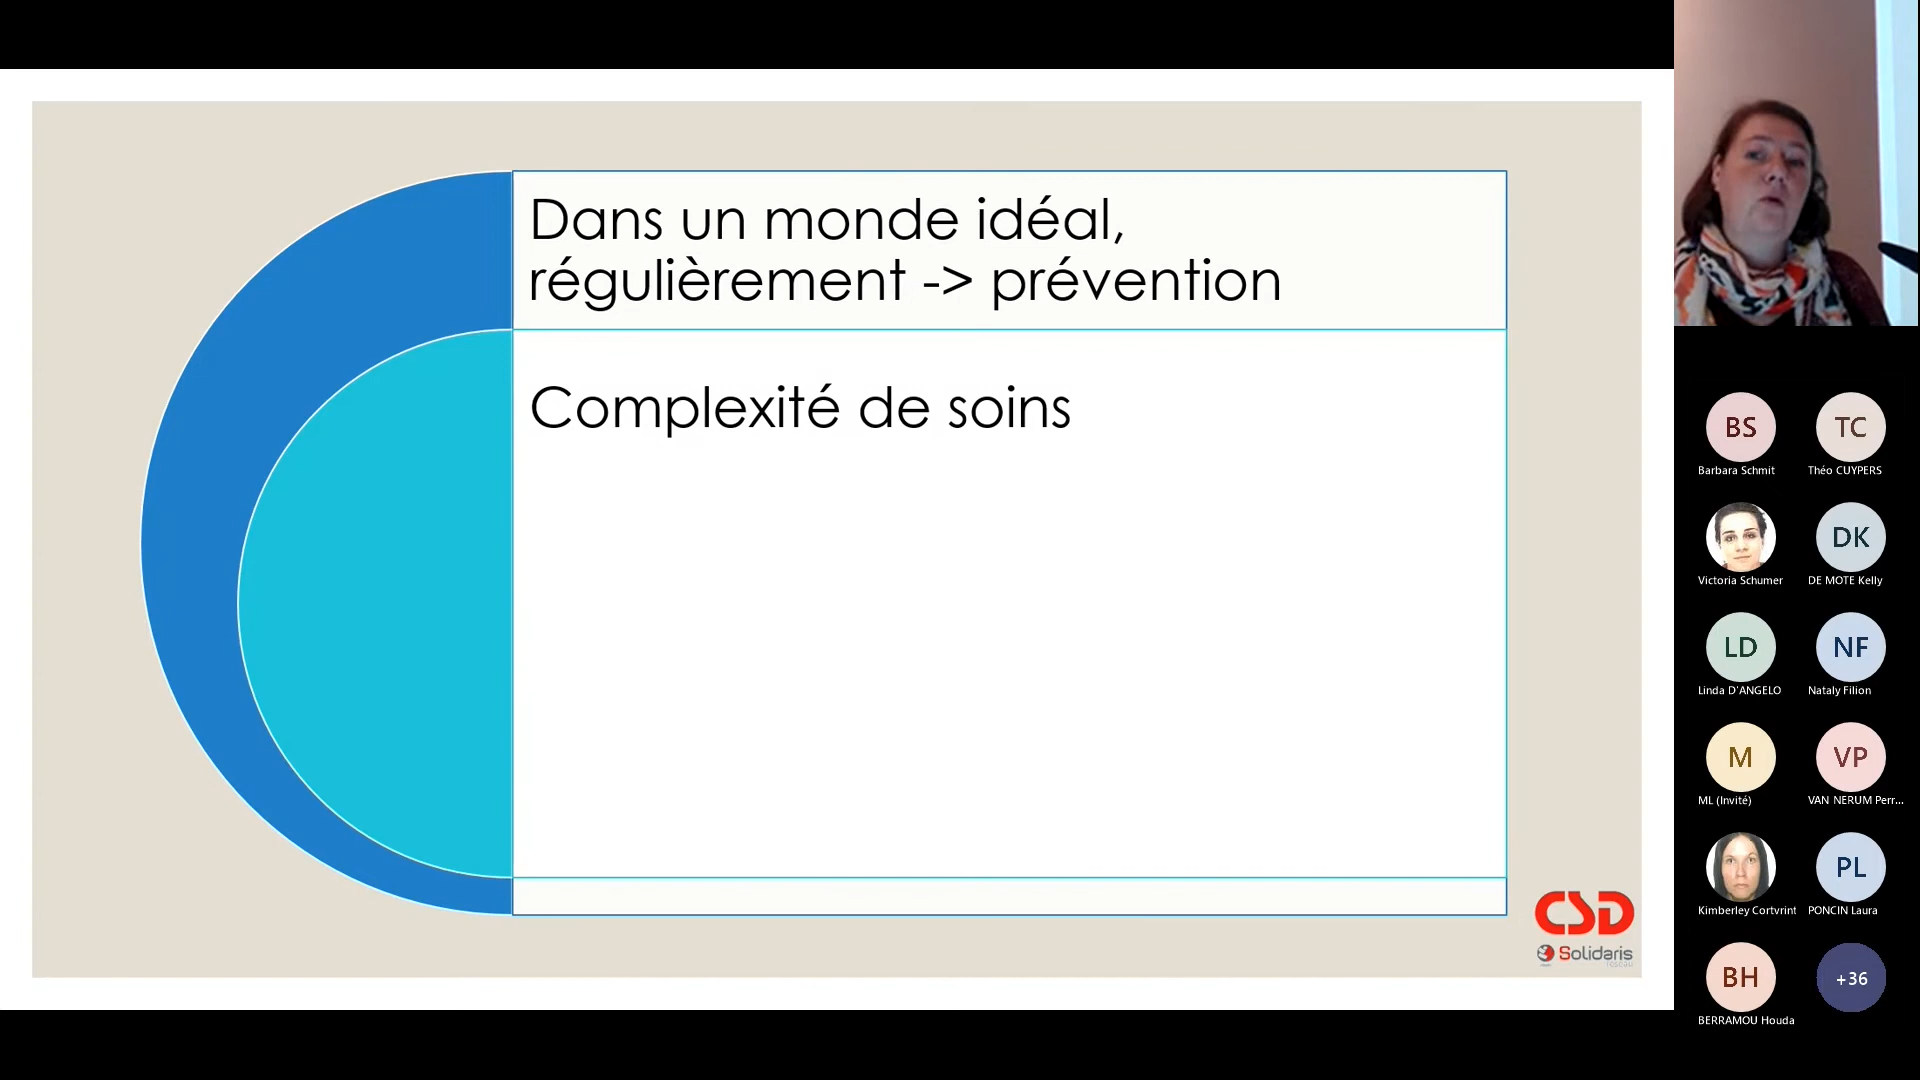 Dans un monde idéal,
régulièrement -> prévention
Complexité de soins
CSD
Solidaris
BS
Barbara Schmit
TC
Théo CUYPERS
Victoria Schumer
DK
DE MOTE Kelly
LD
Linda D'ANGELO
NF
Nataly Filion
M
ML (Invité)
VP
VAN NERUM Perr...
Kimberley Cortvrint
PL
PONCIN Laura
BH
BERRAMOU Houda
+36